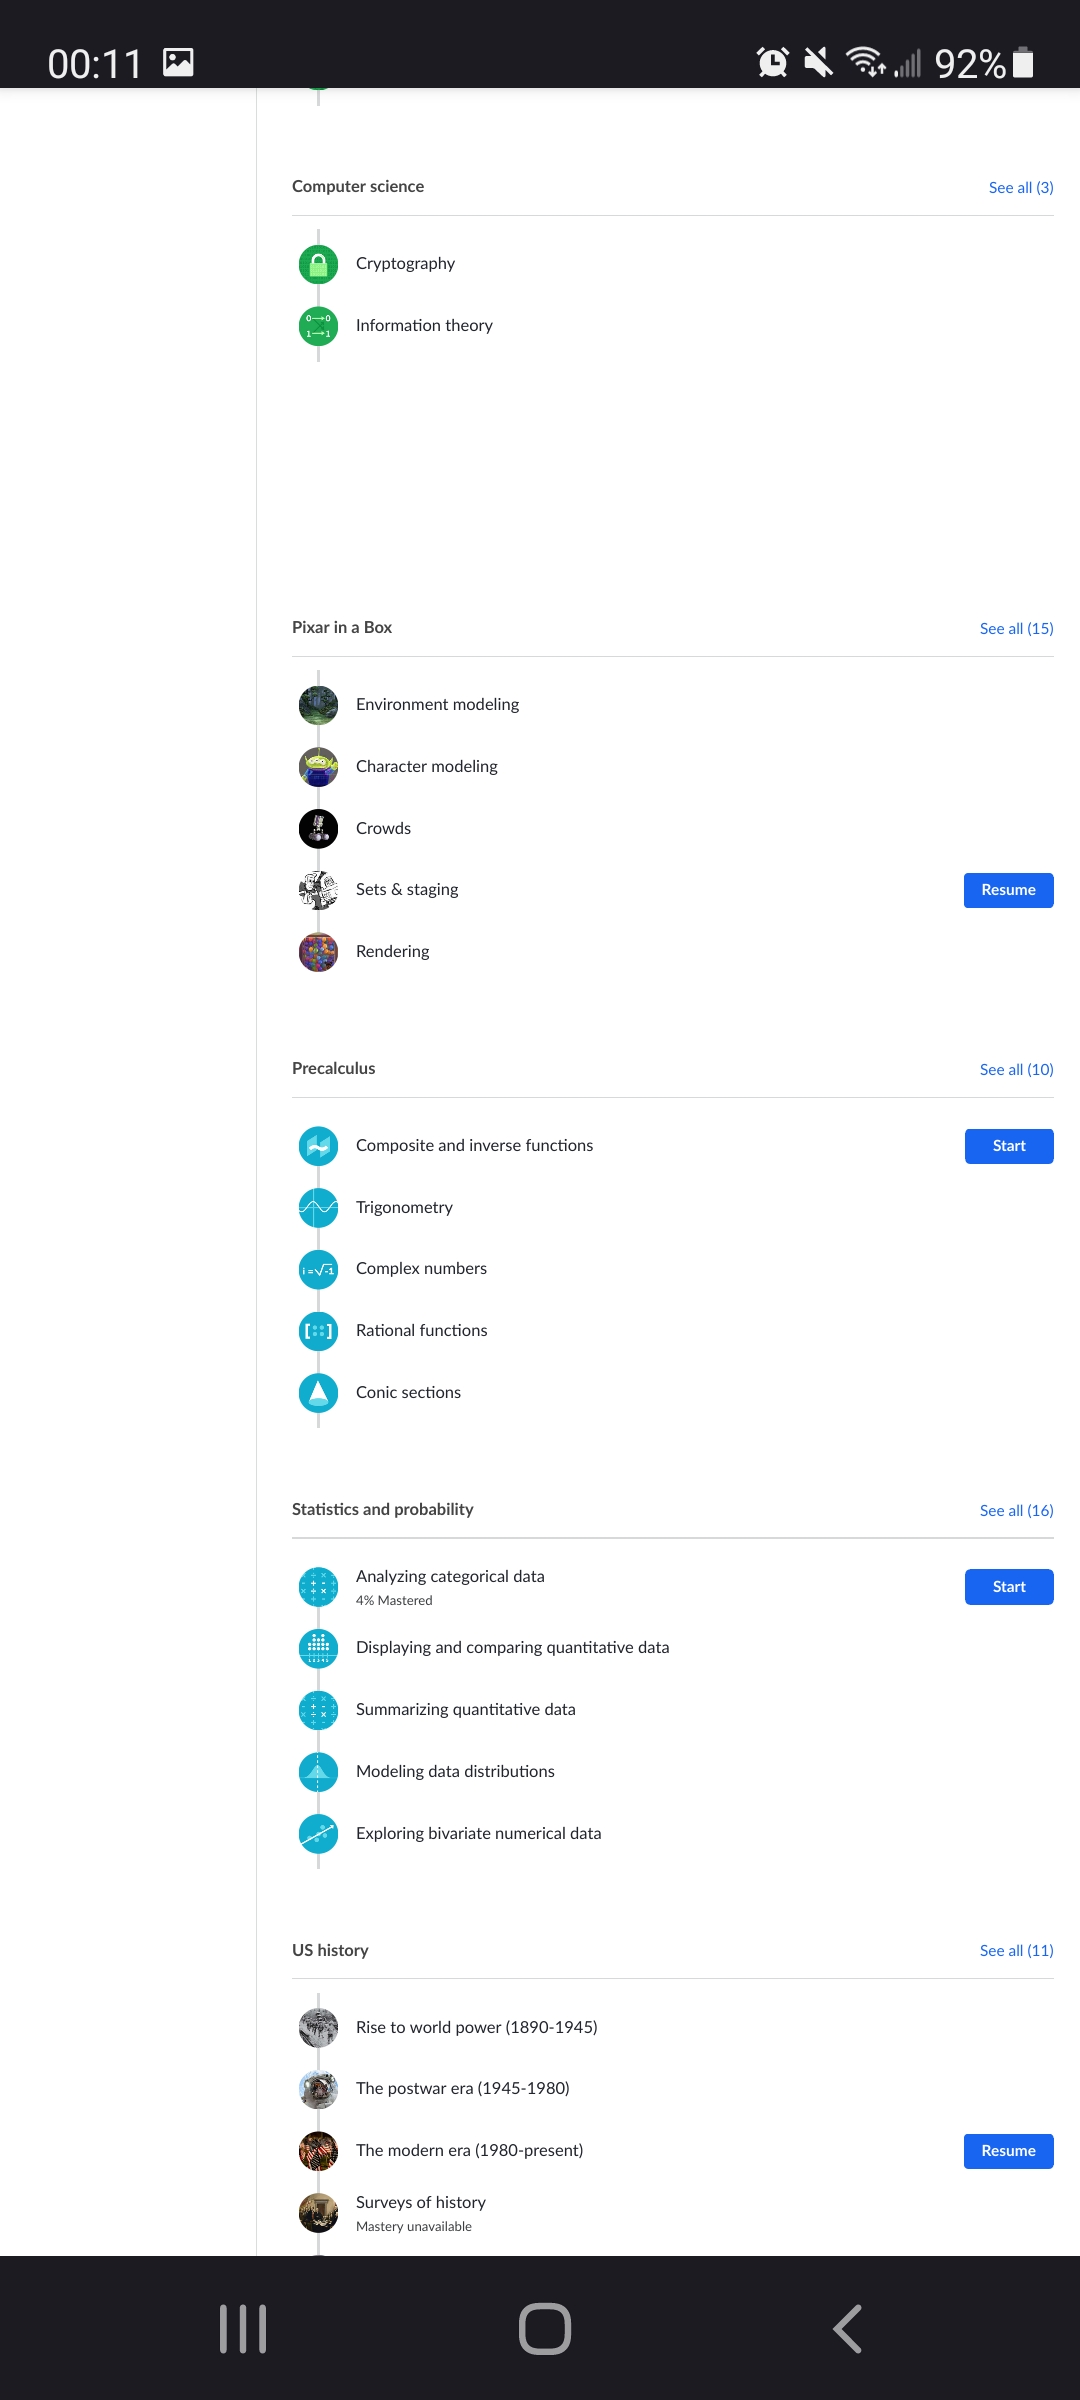 00:11
92%
Computer science
See all (3)
Cryptography
0→0
1→1
Information theory
Pixar in a Box
See all (15)
Environment modeling
Character modeling
Crowds
Sets & staging
Resume
Rendering
Precalculus
See all (10)
Composite and inverse functions
Start
Trigonometry
i=√-1
Complex numbers
Rational functions
Conic sections
Statistics and probability
See all (16)
Analyzing categorical data
Start
4% Mastered
Displaying and comparing quantitative data
Summarizing quantitative data
Modeling data distributions
Exploring bivariate numerical data
US history
See all (11)
Rise to world power (1890-1945)
The postwar era (1945-1980)
The modern era (1980-present)
Resume
Surveys of history
Mastery unavailable